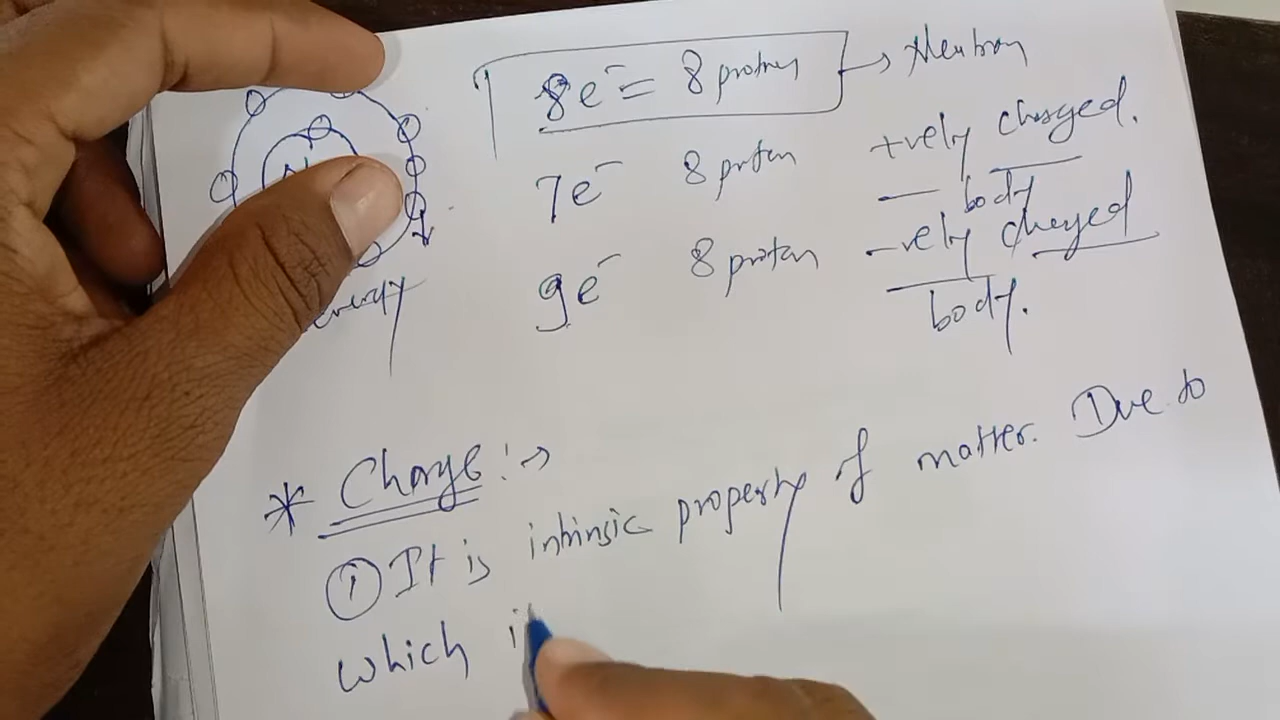 8e⁻ = 8 protons → Neutron
7e⁻ 8 proton +vely charged.
body
9e⁻ 8 proton -vely charged
body.
* Charge :→
① It is intrinsic property of matter. Due to
which i